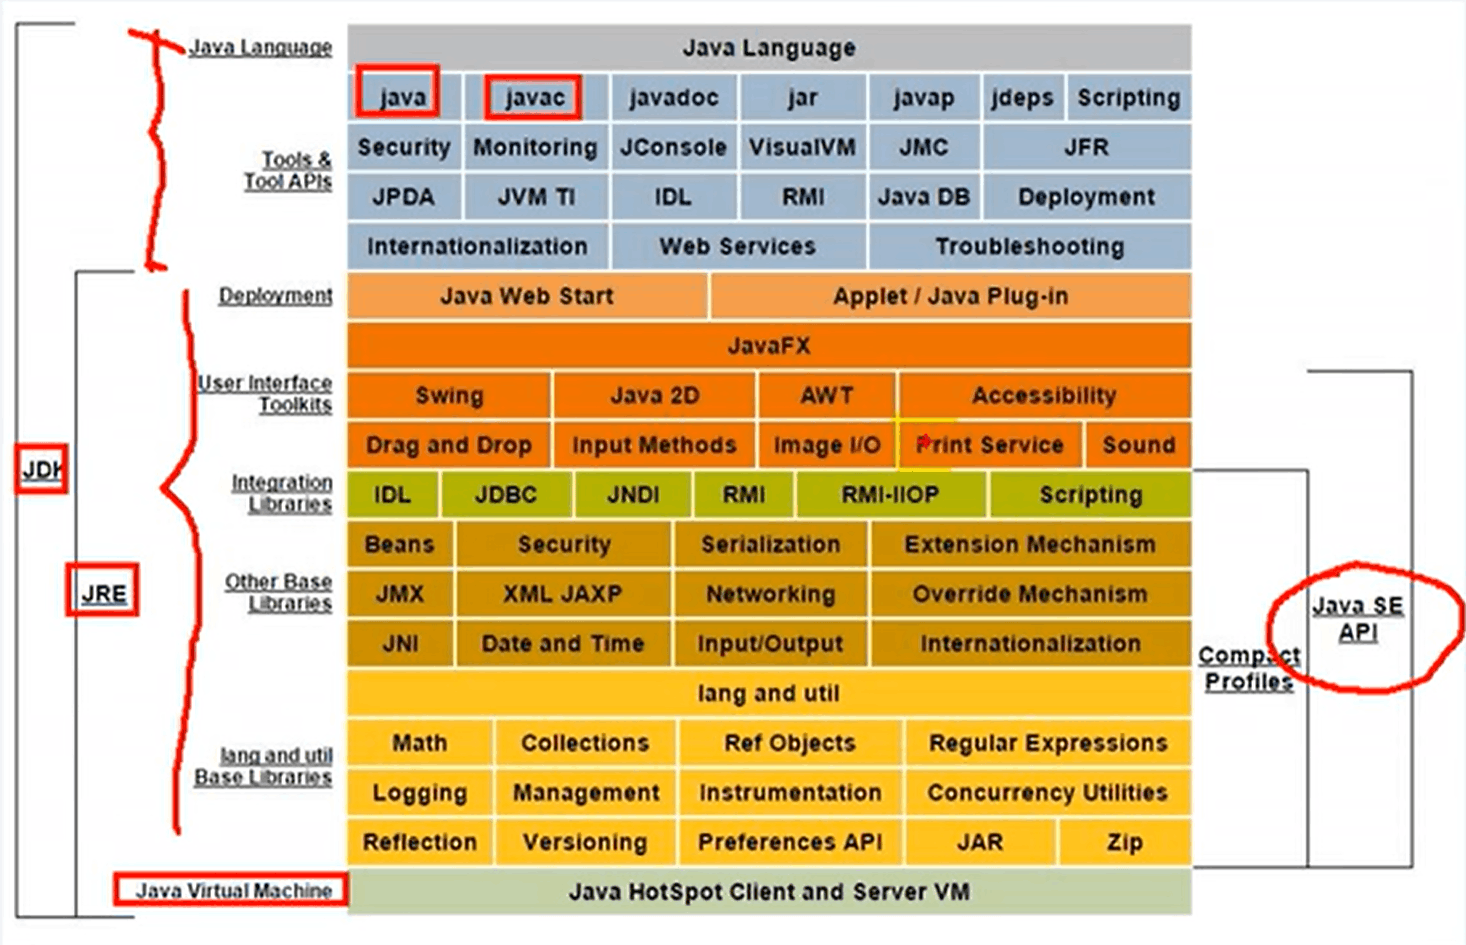 Java Language
Java Language
java javac javadoc jar javap jdeps Scripting
Security Monitoring JConsole VisualVM JMC JFR
Tools &
Tool APIs
JPDA JVM TI IDL RMI Java DB Deployment
Internationalization Web Services Troubleshooting
Deployment
Java Web Start Applet / Java Plug-in
JavaFX
User Interface
Toolkits
Swing Java 2D AWT Accessibility
Drag and Drop Input Methods Image I/O Print Service Sound
JDK
Integration
Libraries
IDL JDBC JNDI RMI RMI-IIOP Scripting
Beans Security Serialization Extension Mechanism
JRE
Other Base
Libraries
JMX XML JAXP Networking Override Mechanism
Java SE
API
JNI Date and Time Input/Output Internationalization
Compact
Profiles
lang and util
lang and util
Base Libraries
Math Collections Ref Objects Regular Expressions
Logging Management Instrumentation Concurrency Utilities
Reflection Versioning Preferences API JAR Zip
Java Virtual Machine
Java HotSpot Client and Server VM